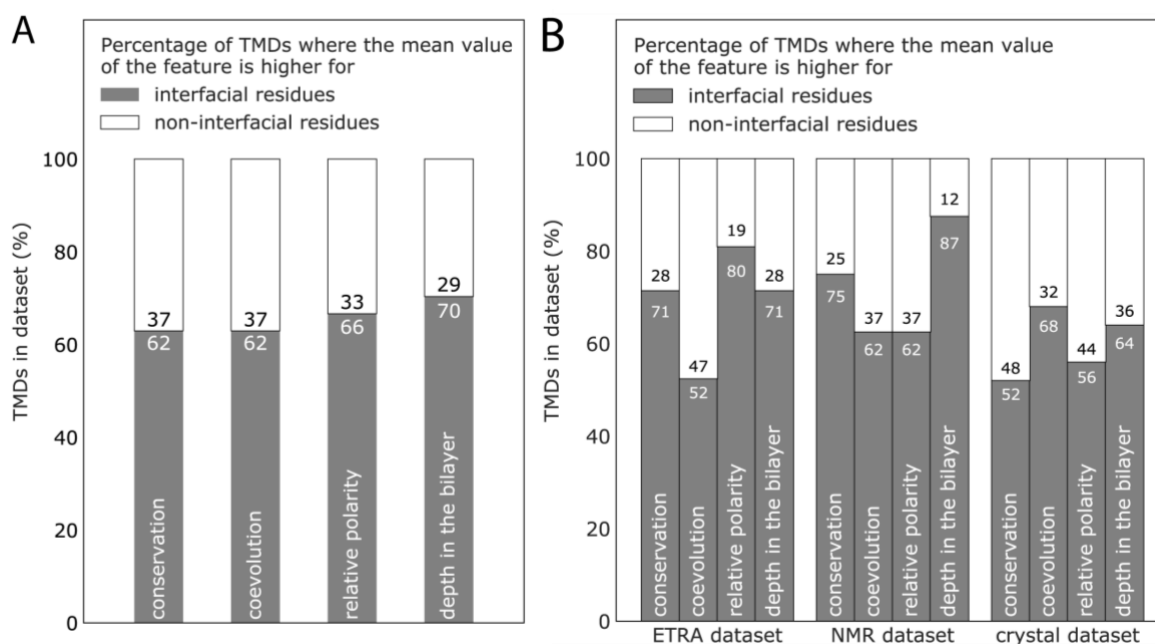 A
Percentage of TMDs where the mean value
of the feature is higher for
interfacial residues
non-interfacial residues
TMDs in dataset (%)
100
80
60
40
20
0
37
62
conservation
37
62
coevolution
33
66
relative polarity
29
70
depth in the bilayer
B
Percentage of TMDs where the mean value
of the feature is higher for
interfacial residues
non-interfacial residues
TMDs in dataset (%)
100
80
60
40
20
0
28
71
conservation
47
52
coevolution
19
80
relative polarity
28
71
depth in the bilayer
ETRA dataset
25
75
conservation
37
62
coevolution
37
62
relative polarity
12
87
depth in the bilayer
NMR dataset
48
52
conservation
32
68
coevolution
44
56
relative polarity
36
64
depth in the bilayer
crystal dataset